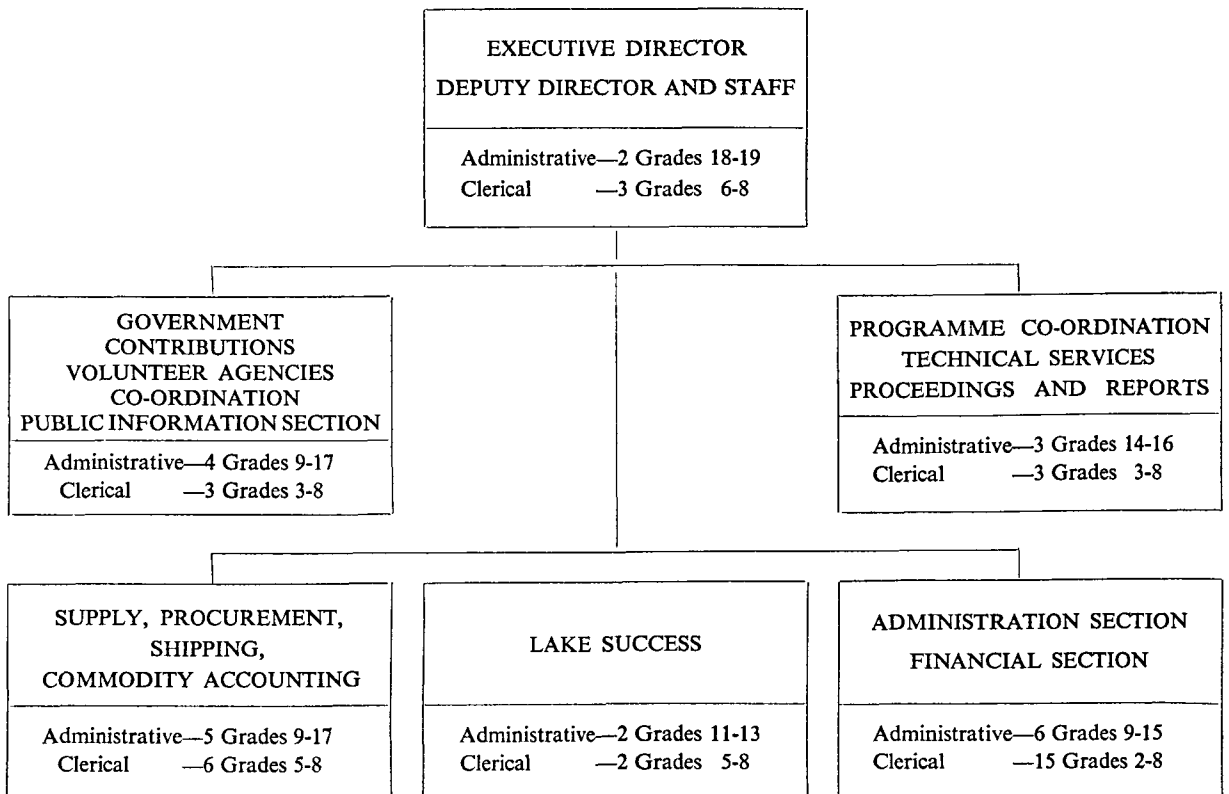 EXECUTIVE DIRECTOR
DEPUTY DIRECTOR AND STAFF
Administrative—2 Grades 18-19
Clerical —3 Grades 6-8
GOVERNMENT
CONTRIBUTIONS
VOLUNTEER AGENCIES
CO-ORDINATION
PUBLIC INFORMATION SECTION
Administrative—4 Grades 9-17
Clerical —3 Grades 3-8
PROGRAMME CO-ORDINATION
TECHNICAL SERVICES
PROCEEDINGS AND REPORTS
Administrative—3 Grades 14-16
Clerical —3 Grades 3-8
SUPPLY, PROCUREMENT,
SHIPPING,
COMMODITY ACCOUNTING
Administrative—5 Grades 9-17
Clerical —6 Grades 5-8
LAKE SUCCESS
Administrative—2 Grades 11-13
Clerical —2 Grades 5-8
ADMINISTRATION SECTION
FINANCIAL SECTION
Administrative—6 Grades 9-15
Clerical —15 Grades 2-8